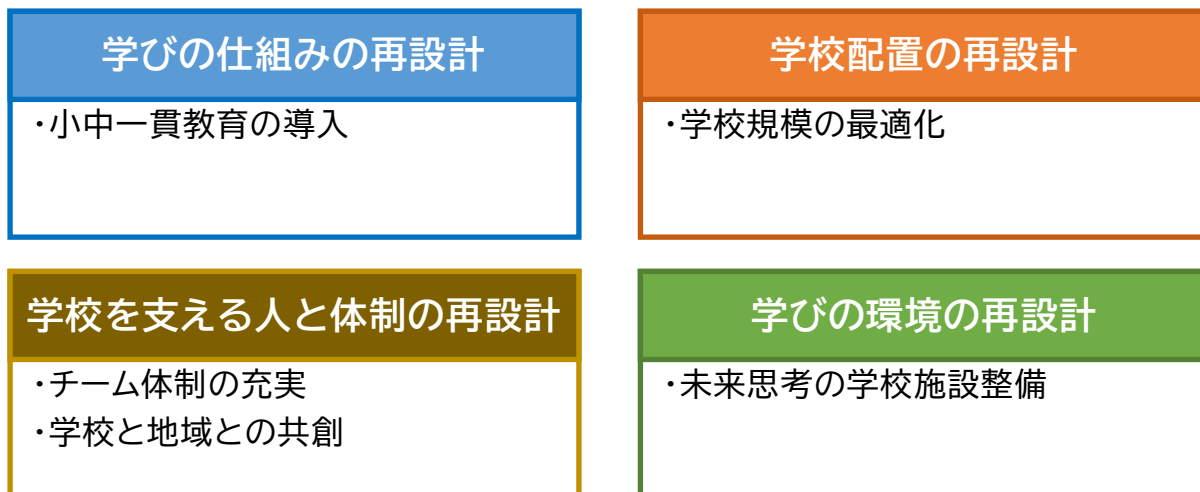 学びの仕組みの再設計
・小中一貫教育の導入
学校配置の再設計
・学校規模の最適化
学校を支える人と体制の再設計
・チーム体制の充実
・学校と地域との共創
学びの環境の再設計
・未来思考の学校施設整備